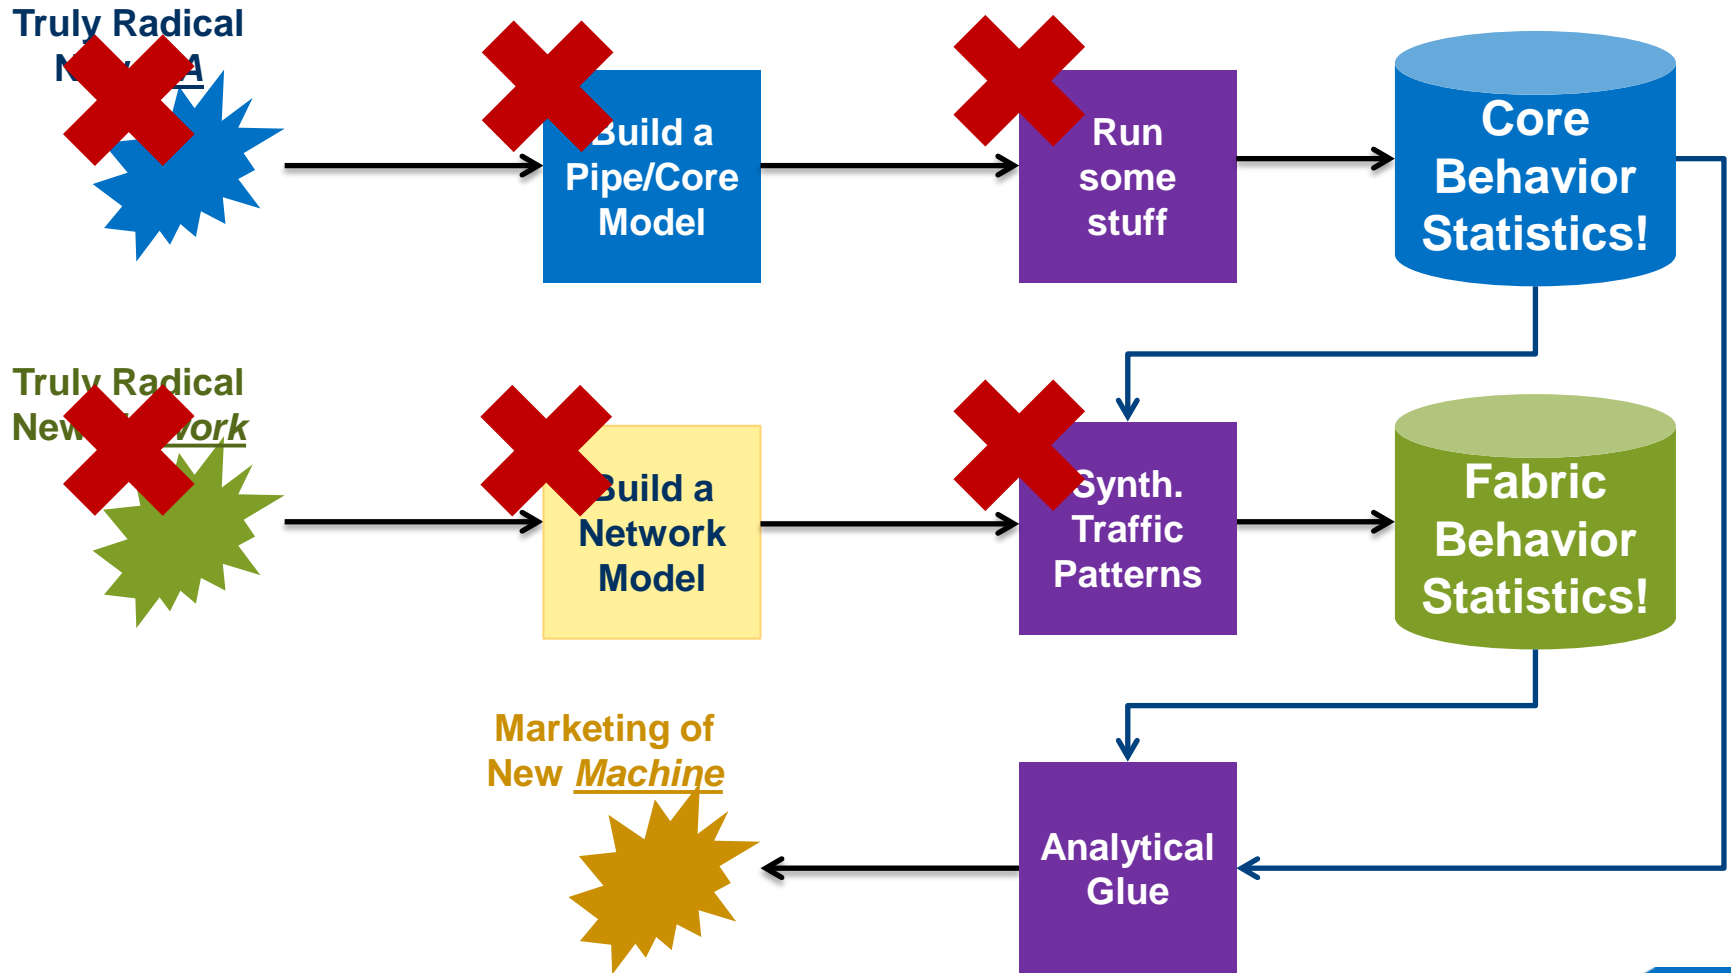 Truly Radical
Build a
Pipe/Core
Model
Run
some
stuff
Core
Behavior
Statistics!
Truly Radical
New
Build a
Network
Model
Synth.
Traffic
Patterns
Fabric
Behavior
Statistics!
Marketing of
New Machine
Analytical
Glue